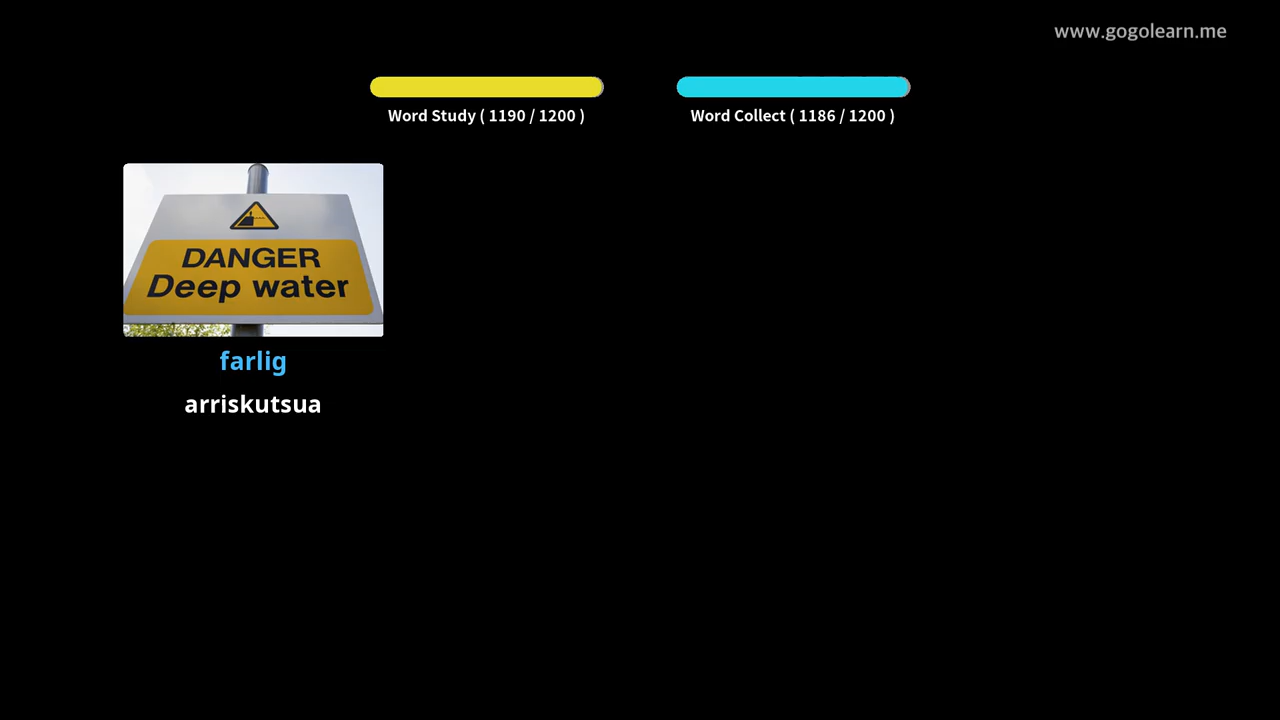 www.gogolearn.me
Word Study ( 1190 / 1200 )
Word Collect ( 1186 / 1200 )
DANGER
Deep water
farlig
arriskutsua